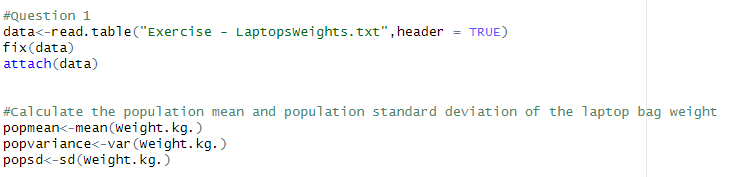 #Question 1
data<-read.table("Exercise - LaptopsWeights.txt",header = TRUE)
fix(data)
attach(data)
#Calculate the population mean and population standard deviation of the laptop bag weight
popmean<-mean(Weight.kg.)
popvariance<-var(Weight.kg.)
popsd<-sd(Weight.kg.)